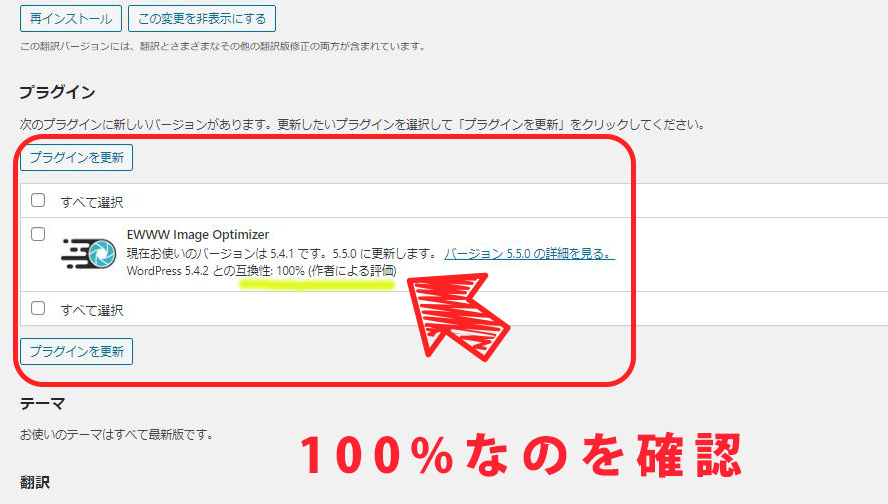 再インストール この変更を非表示にする
この翻訳バージョンには、翻訳とさまざまなその他の翻訳版修正の両方が含まれています。
プラグイン
次のプラグインに新しいバージョンがあります。更新したいプラグインを選択して「プラグインを更新」をクリックしてください。
プラグインを更新
すべて選択
EWWW Image Optimizer
現在お使いのバージョンは 5.4.1 です。5.5.0 に更新します。 バージョン 5.5.0 の詳細を見る。
WordPress 5.4.2 との互換性: 100% (作者による評価)
すべて選択
プラグインを更新
テーマ
お使いのテーマはすべて最新版です。
100%なのを確認
翻訳